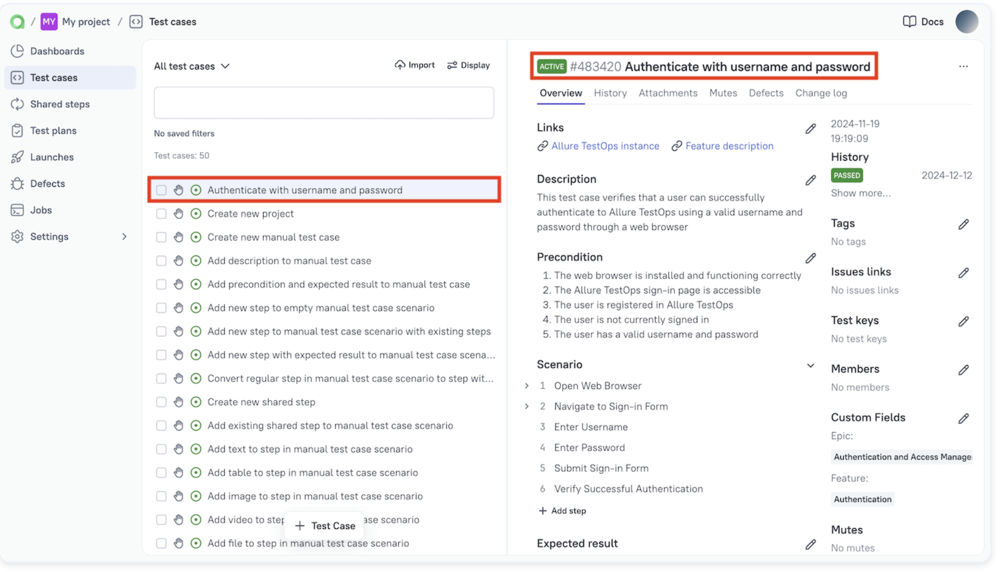 / MY My project / Test cases
Docs
Dashboards
Test cases
Shared steps
Test plans
Launches
Defects
Jobs
Settings
All test cases
Import
Display
No saved filters
Test cases: 50
Authenticate with username and password
Create new project
Create new manual test case
Add description to manual test case
Add precondition and expected result to manual test case
Add new step to empty manual test case scenario
Add new step to manual test case scenario with existing steps
Add new step with expected result to manual test case scena...
Convert regular step in manual test case scenario to step wit...
Create new shared step
Add existing shared step to manual test case scenario
Add text to step in manual test case scenario
Add table to step in manual test case scenario
Add image to step in manual test case scenario
Add video to step ase scenario
+ Test Case
Add file to step in manual test case scenario
ACTIVE #483420 Authenticate with username and password
...
Overview History Attachments Mutes Defects Change log
Links
Allure TestOps instance Feature description
Description
This test case verifies that a user can successfully
authenticate to Allure TestOps using a valid username and
password through a web browser
Precondition
1. The web browser is installed and functioning correctly
2. The Allure TestOps sign-in page is accessible
3. The user is registered in Allure TestOps
4. The user is not currently signed in
5. The user has a valid username and password
Scenario
1 Open Web Browser
2 Navigate to Sign-in Form
3 Enter Username
4 Enter Password
5 Submit Sign-in Form
6 Verify Successful Authentication
+ Add step
Expected result
2024-11-19
19:19:09
History
PASSED 2024-12-12
Show more...
Tags
No tags
Issues links
No issues links
Test keys
No test keys
Members
No members
Custom Fields
Epic:
Authentication and Access Manage
Feature:
Authentication
Mutes
No mutes